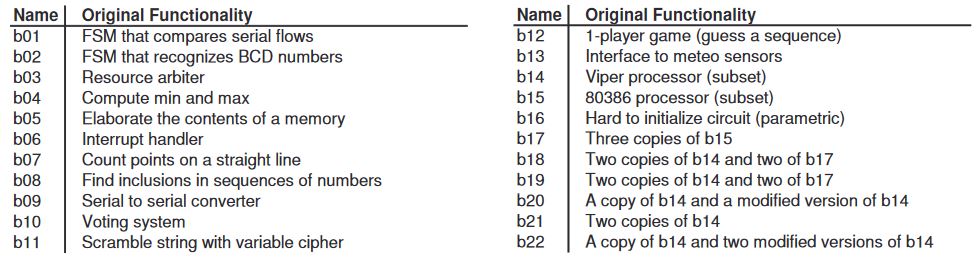 Name Original Functionality
b01 FSM that compares serial flows
b02 FSM that recognizes BCD numbers
b03 Resource arbiter
b04 Compute min and max
b05 Elaborate the contents of a memory
b06 Interrupt handler
b07 Count points on a straight line
b08 Find inclusions in sequences of numbers
b09 Serial to serial converter
b10 Voting system
b11 Scramble string with variable cipher
Name Original Functionality
b12 1-player game (guess a sequence)
b13 Interface to meteo sensors
b14 Viper processor (subset)
b15 80386 processor (subset)
b16 Hard to initialize circuit (parametric)
b17 Three copies of b15
b18 Two copies of b14 and two of b17
b19 Two copies of b14 and two of b17
b20 A copy of b14 and a modified version of b14
b21 Two copies of b14
b22 A copy of b14 and two modified versions of b14